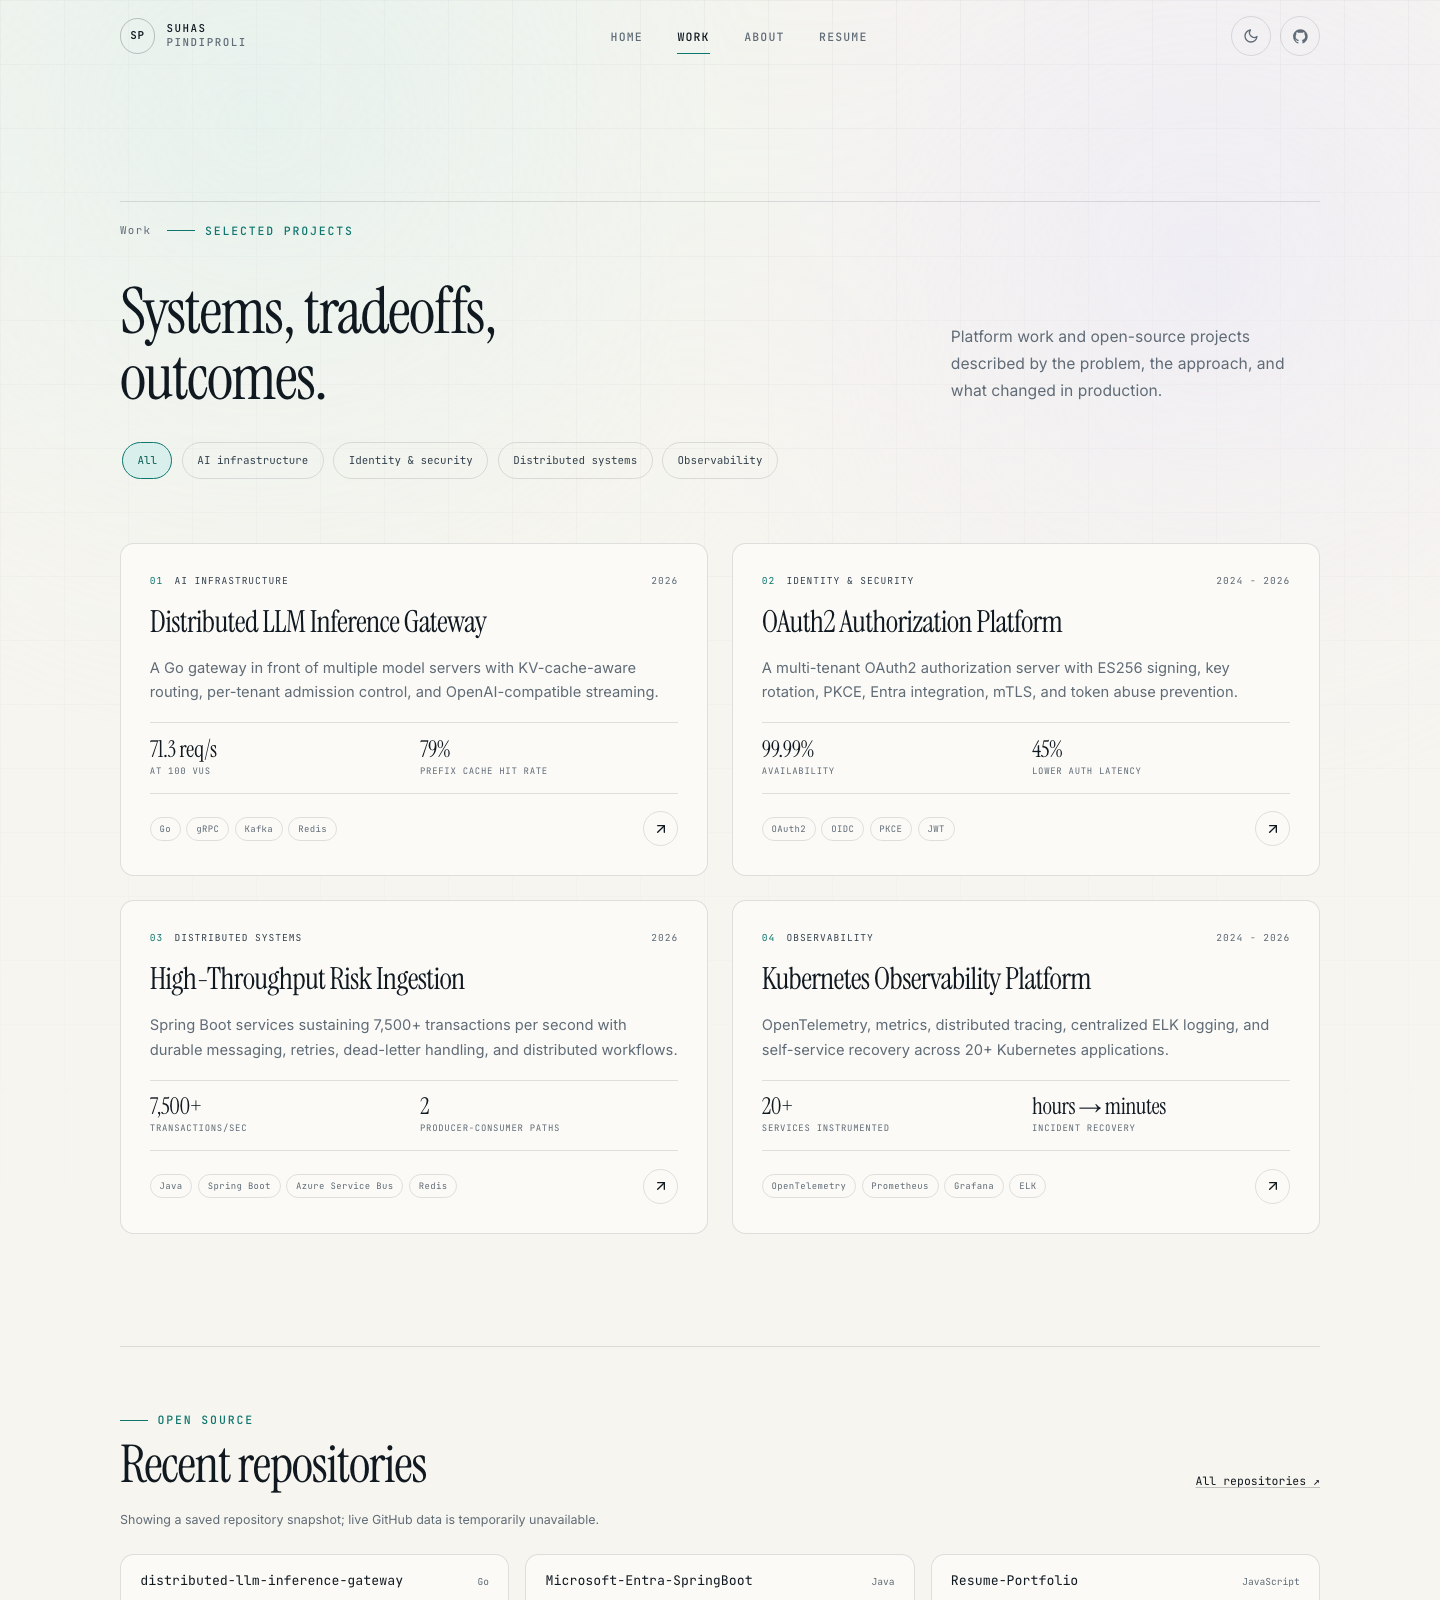 SP
SUHAS
PINDIPROLI
HOME WORK ABOUT RESUME
Work SELECTED PROJECTS
Systems, tradeoffs,
outcomes.
Platform work and open-source projects
described by the problem, the approach, and
what changed in production.
All AI infrastructure Identity & security Distributed systems Observability
01 AI INFRASTRUCTURE 2026
Distributed LLM Inference Gateway
A Go gateway in front of multiple model servers with KV-cache-aware
routing, per-tenant admission control, and OpenAI-compatible streaming.
71.3 req/s 79%
AT 100 VUS PREFIX CACHE HIT RATE
Go gRPC Kafka Redis
02 IDENTITY & SECURITY 2024 - 2026
OAuth2 Authorization Platform
A multi-tenant OAuth2 authorization server with ES256 signing, key
rotation, PKCE, Entra integration, mTLS, and token abuse prevention.
99.99% 45%
AVAILABILITY LOWER AUTH LATENCY
OAuth2 OIDC PKCE JWT
03 DISTRIBUTED SYSTEMS 2026
High-Throughput Risk Ingestion
Spring Boot services sustaining 7,500+ transactions per second with
durable messaging, retries, dead-letter handling, and distributed workflows.
7,500+ 2
TRANSACTIONS/SEC PRODUCER-CONSUMER PATHS
Java Spring Boot Azure Service Bus Redis
04 OBSERVABILITY 2024 - 2026
Kubernetes Observability Platform
OpenTelemetry, metrics, distributed tracing, centralized ELK logging, and
self-service recovery across 20+ Kubernetes applications.
20+ hours → minutes
SERVICES INSTRUMENTED INCIDENT RECOVERY
OpenTelemetry Prometheus Grafana ELK
OPEN SOURCE
Recent repositories
All repositories ↗
Showing a saved repository snapshot; live GitHub data is temporarily unavailable.
distributed-llm-inference-gateway Go
Microsoft-Entra-SpringBoot Java
Resume-Portfolio JavaScript